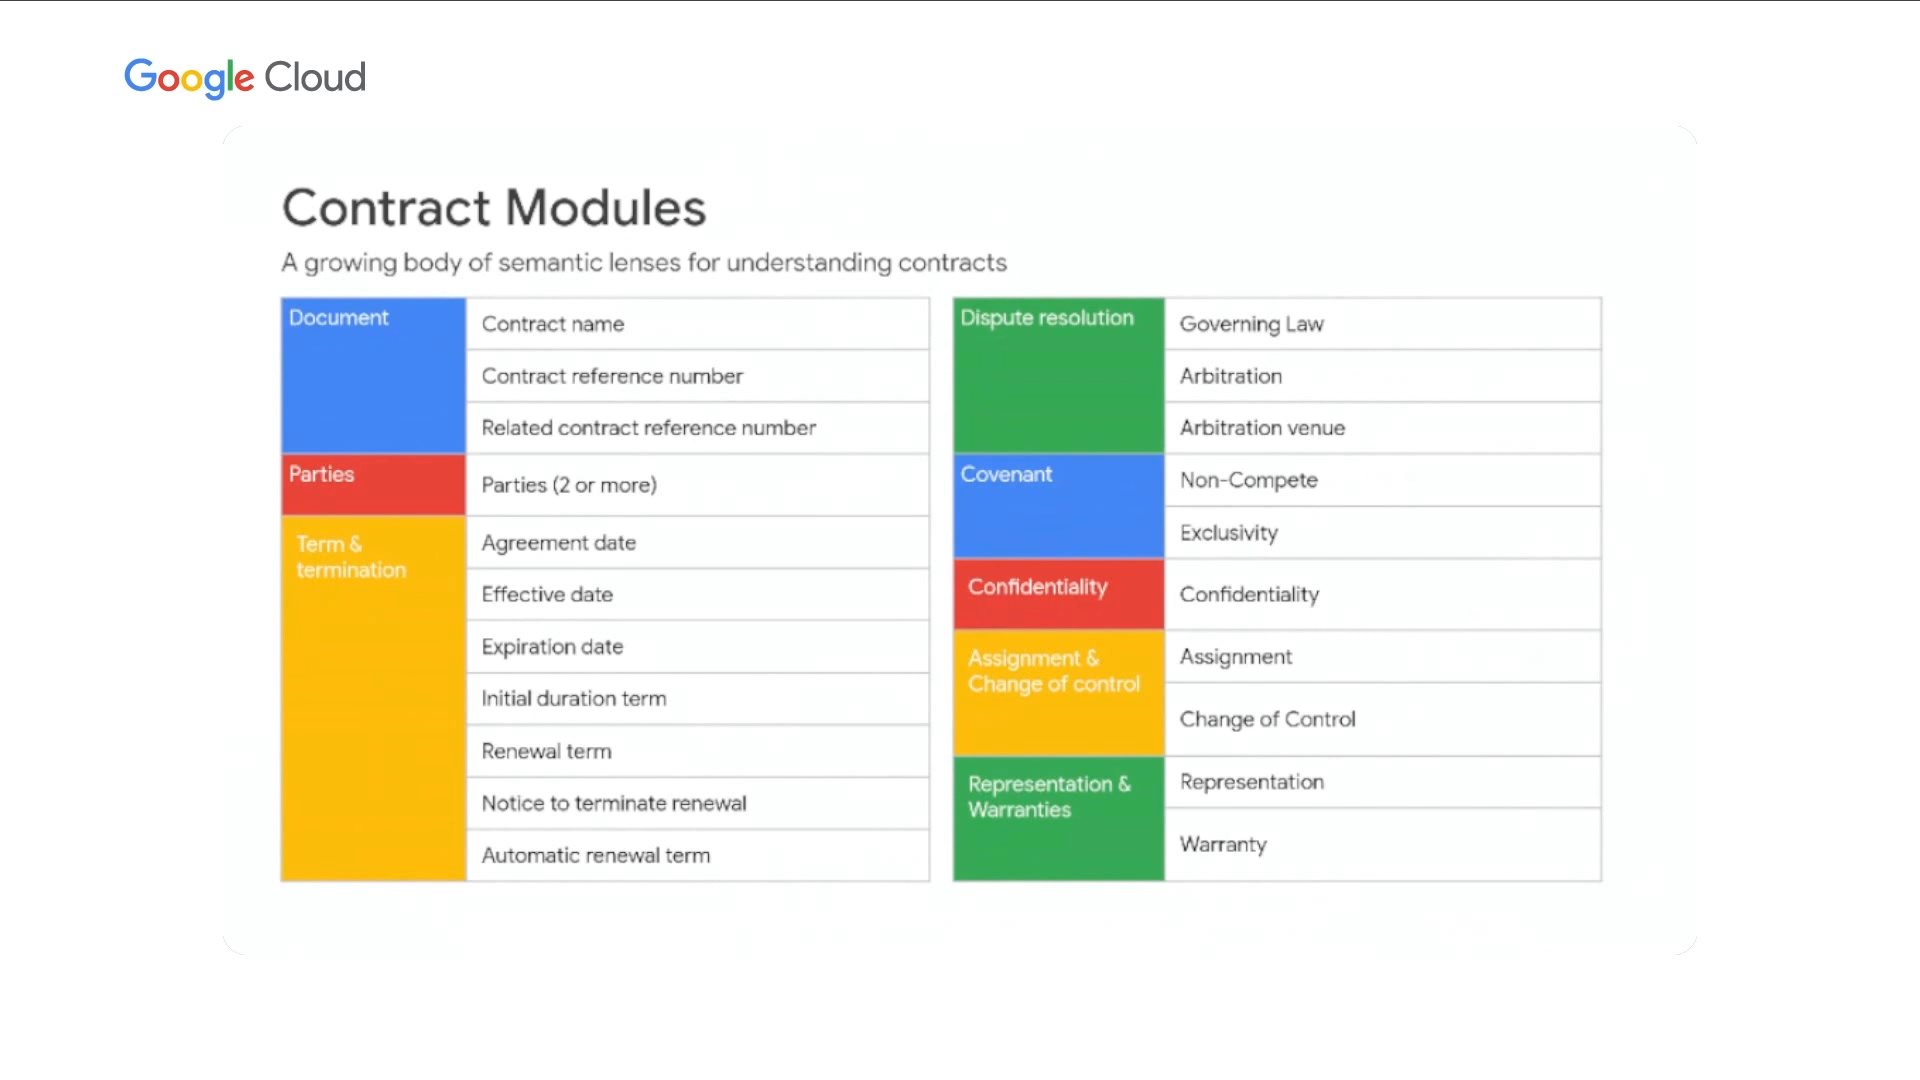 Google Cloud
Contract Modules
A growing body of semantic lenses for understanding contracts
Document
Contract name
Contract reference number
Related contract reference number
Parties
Parties (2 or more)
Term &
termination
Agreement date
Effective date
Expiration date
Initial duration term
Renewal term
Notice to terminate renewal
Automatic renewal term
Dispute resolution
Governing Law
Arbitration
Arbitration venue
Covenant
Non-Compete
Exclusivity
Confidentiality
Confidentiality
Assignment &
Change of control
Assignment
Change of Control
Representation &
Warranties
Representation
Warranty